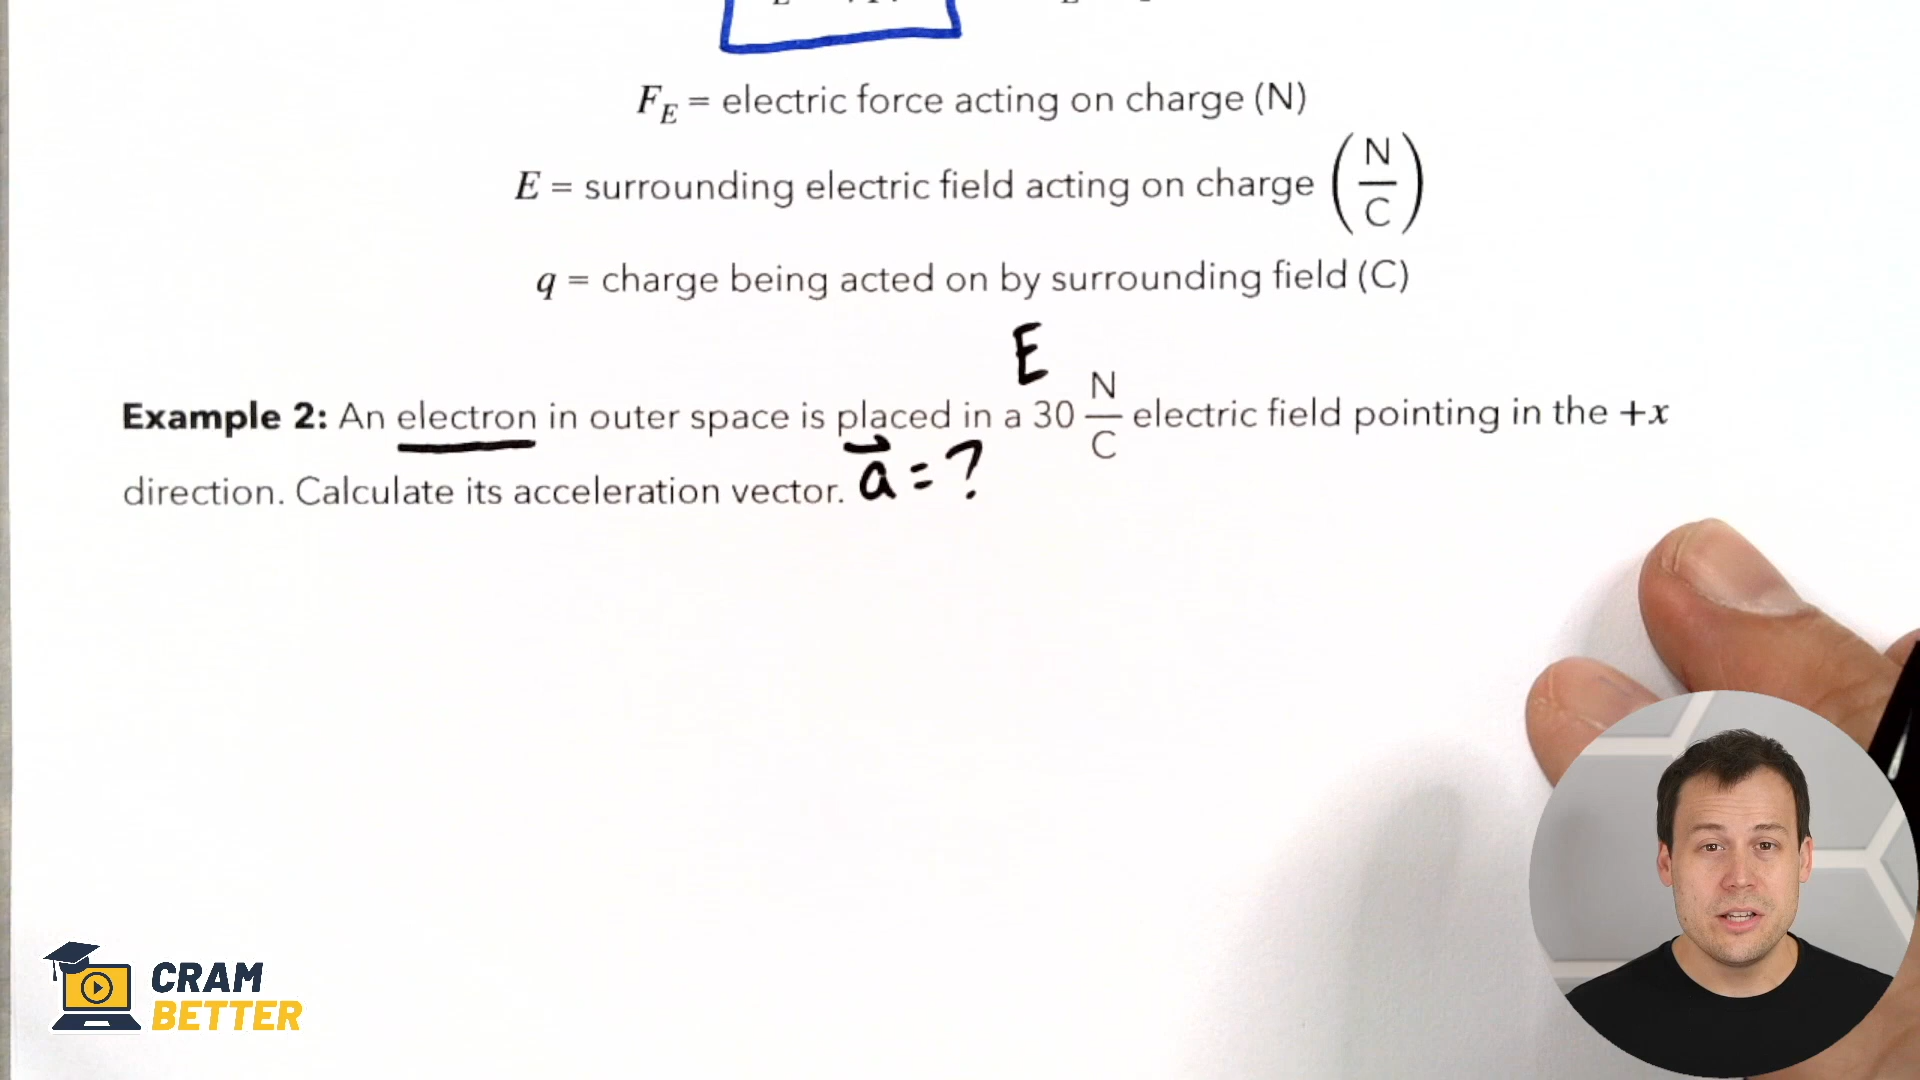 F_E = electric force acting on charge (N)
E = surrounding electric field acting on charge (N/C)
q = charge being acted on by surrounding field (C)
E
Example 2: An electron in outer space is placed in a 30 N/C electric field pointing in the +x
direction. Calculate its acceleration vector. a⃗ = ?
CRAM
BETTER